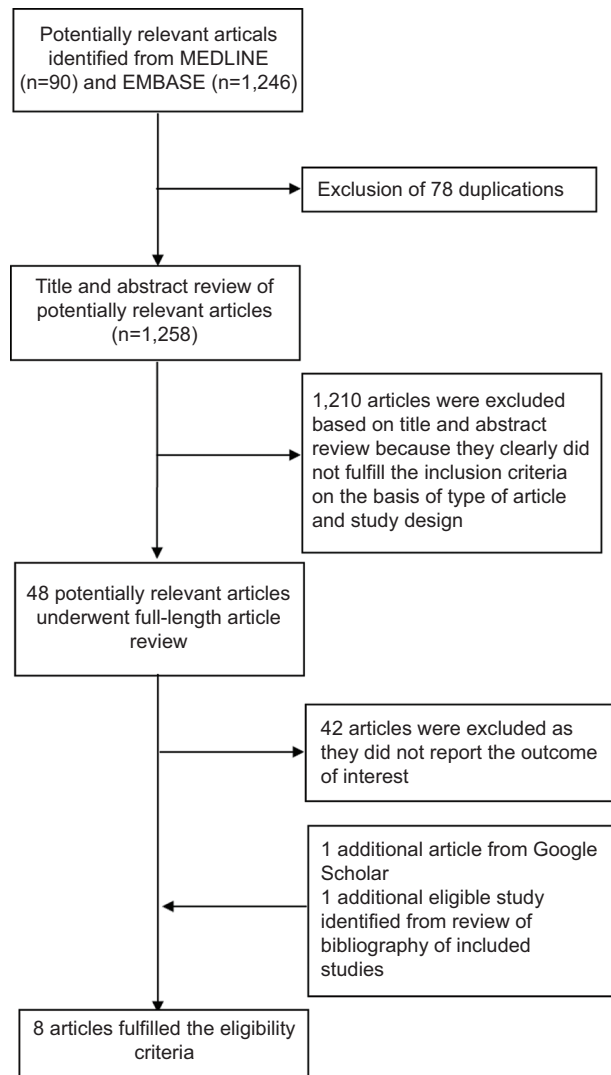 Potentially relevant articals
identified from MEDLINE
(n=90) and EMBASE (n=1,246)
Exclusion of 78 duplications
Title and abstract review of
potentially relevant articles
(n=1,258)
1,210 articles were excluded
based on title and abstract
review because they clearly did
not fulfill the inclusion criteria
on the basis of type of article
and study design
48 potentially relevant articles
underwent full-length article
review
42 articles were excluded as
they did not report the outcome
of interest
1 additional article from Google
Scholar
1 additional eligible study
identified from review of
bibliography of included
studies
8 articles fulfilled the eligibility
criteria